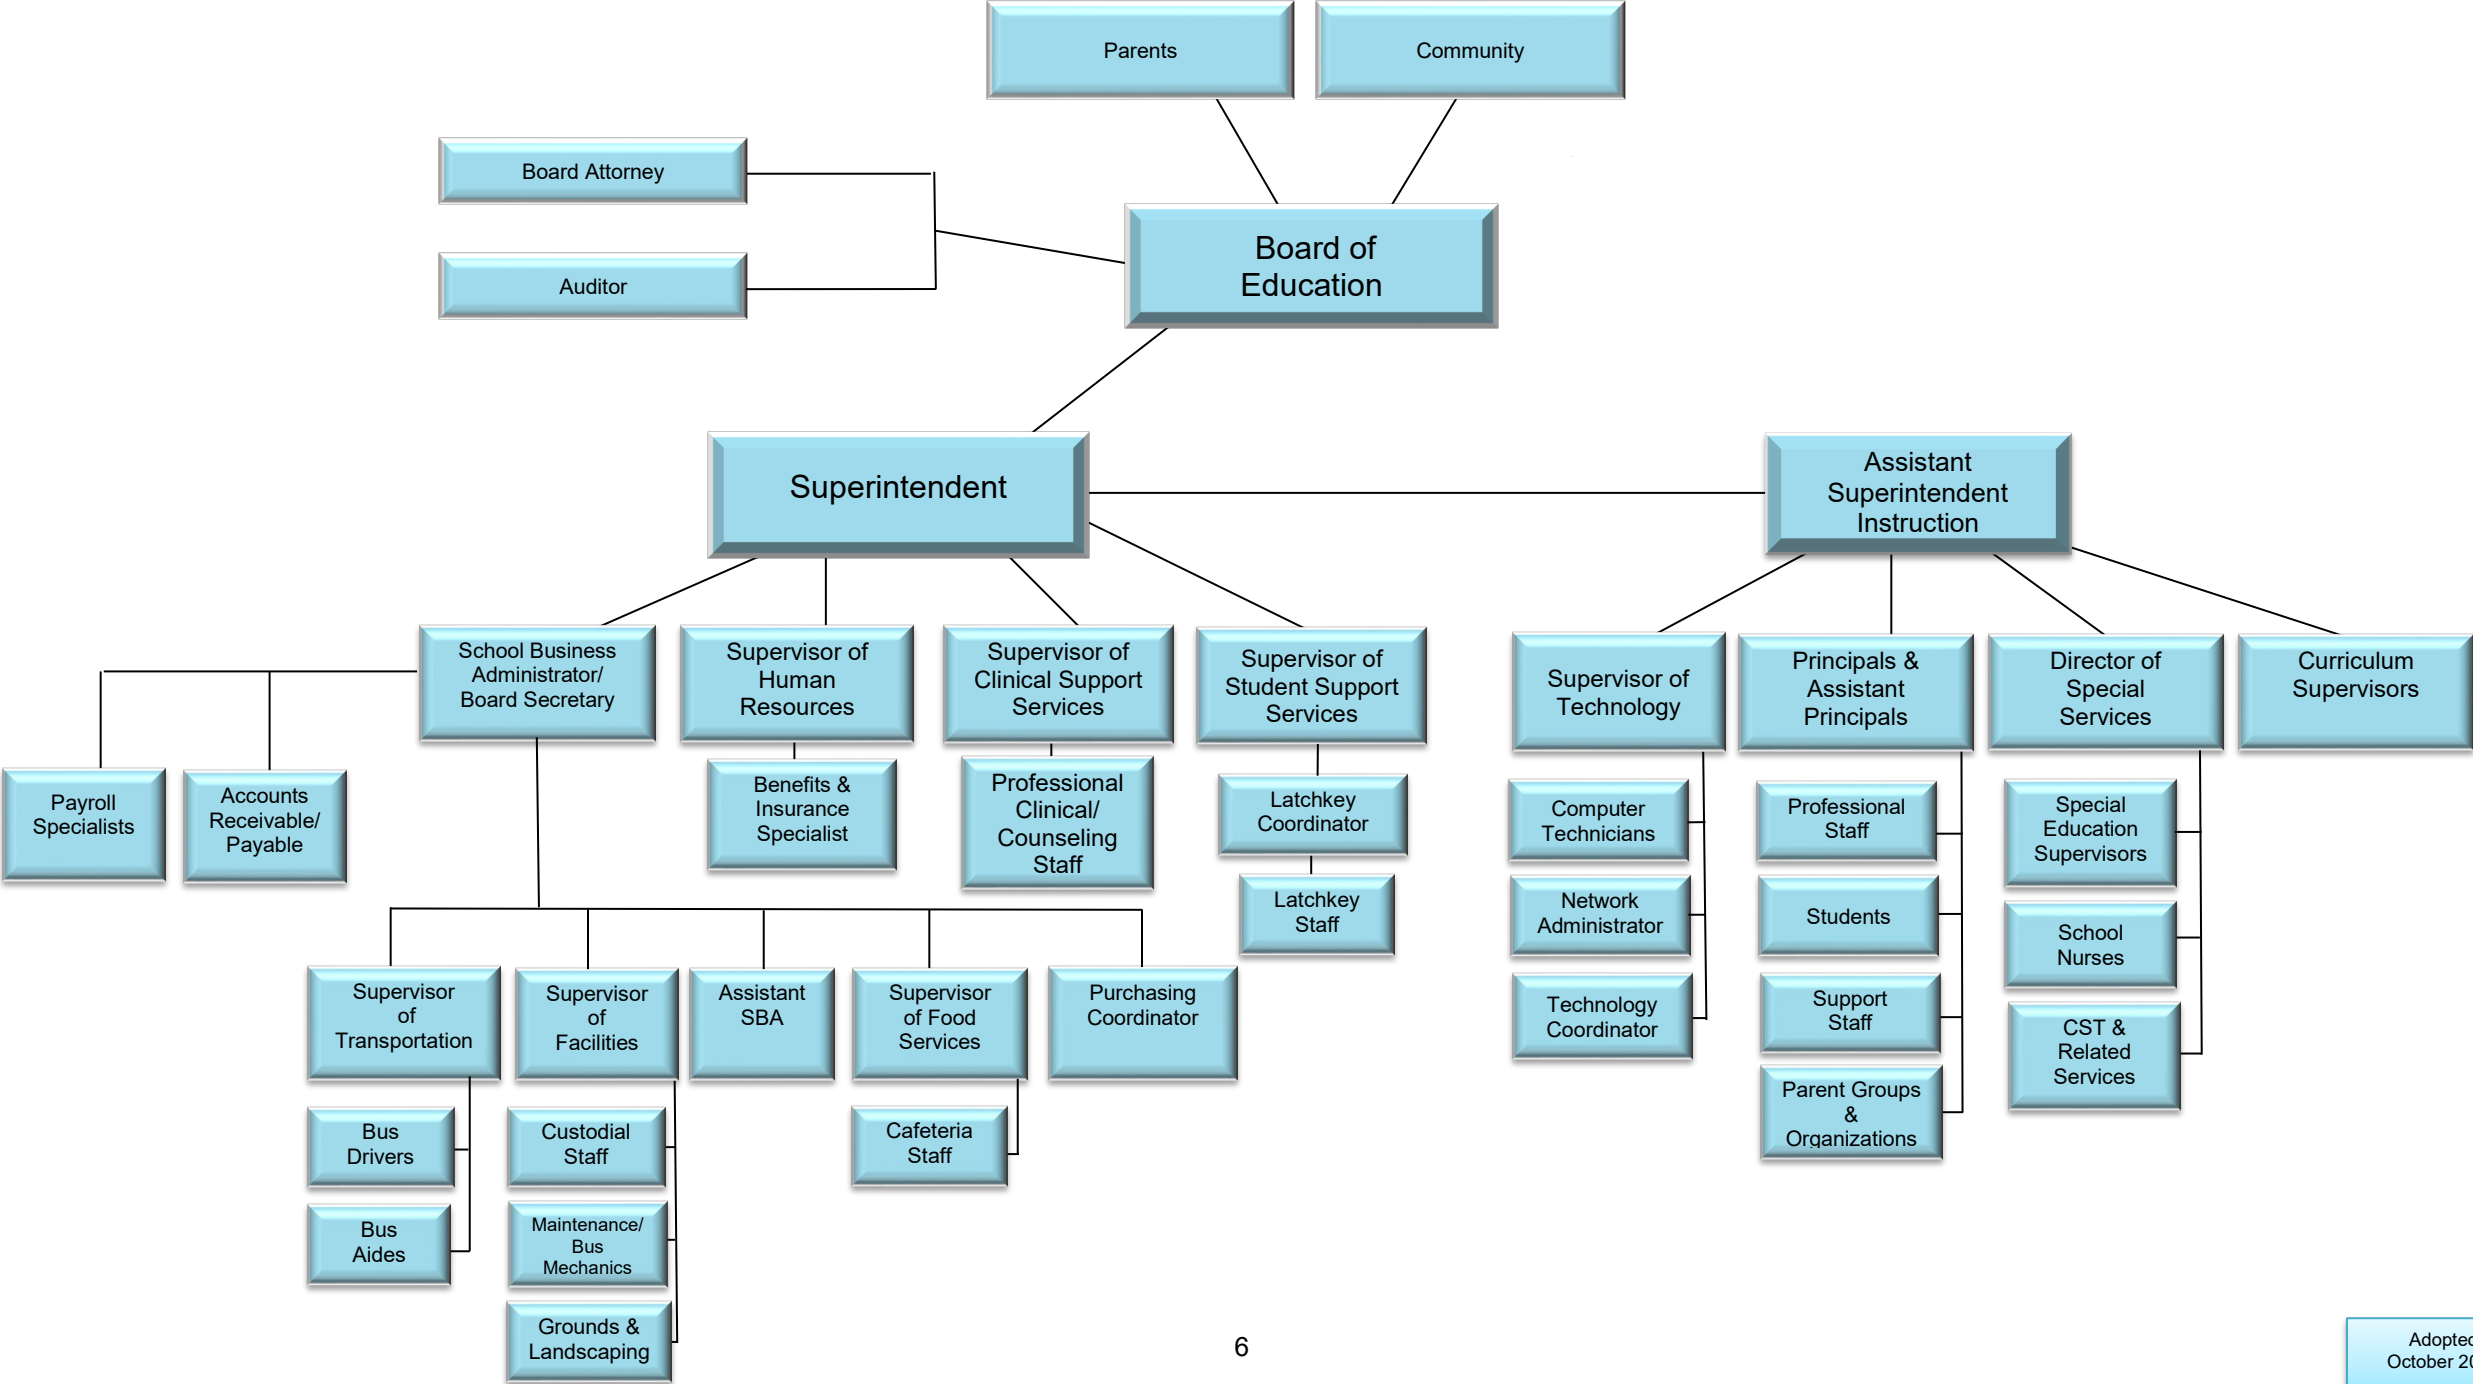 Parents
Community
Board Attorney
Auditor
Board of
Education
Superintendent
Assistant
Superintendent
Instruction
School Business
Administrator/
Board Secretary
Supervisor of
Human
Resources
Supervisor of
Clinical Support
Services
Supervisor of
Student Support
Services
Supervisor of
Technology
Principals &
Assistant
Principals
Director of
Special
Services
Curriculum
Supervisors
Payroll
Specialists
Accounts
Receivable/
Payable
Benefits &
Insurance
Specialist
Professional
Clinical/
Counseling
Staff
Latchkey
Coordinator
Latchkey
Staff
Computer
Technicians
Network
Administrator
Technology
Coordinator
Professional
Staff
Students
Support
Staff
Parent Groups
&
Organizations
Special
Education
Supervisors
School
Nurses
CST &
Related
Services
Supervisor
of
Transportation
Supervisor
of
Facilities
Assistant
SBA
Supervisor
of Food
Services
Purchasing
Coordinator
Bus
Drivers
Bus
Aides
Custodial
Staff
Maintenance/
Bus
Mechanics
Grounds &
Landscaping
Cafeteria
Staff
6
Adopted
October